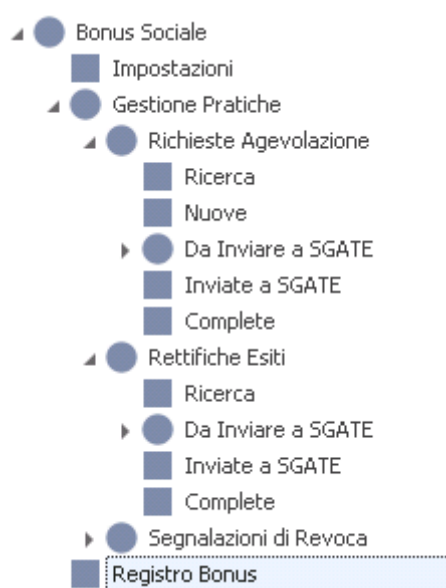 Bonus Sociale
Impostazioni
Gestione Pratiche
Richieste Agevolazione
Ricerca
Nuove
Da Inviare a SGATE
Inviate a SGATE
Complete
Rettifiche Esiti
Ricerca
Da Inviare a SGATE
Inviate a SGATE
Complete
Segnalazioni di Revoca
Registro Bonus